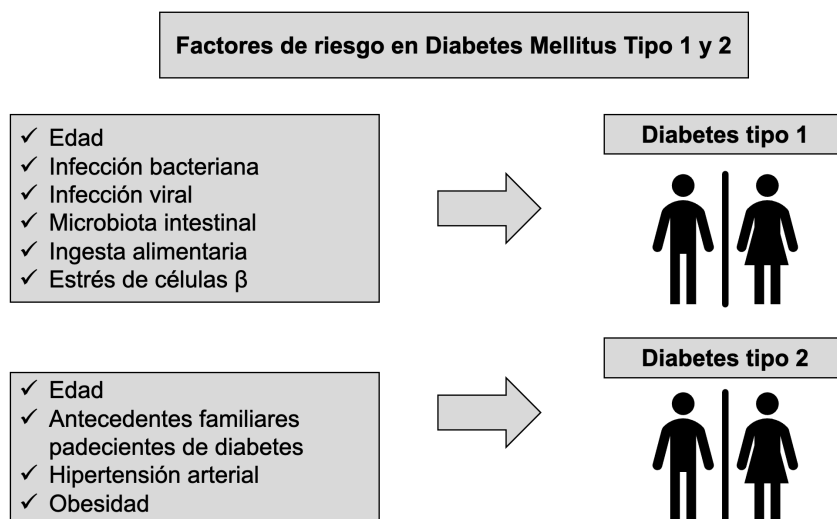 Factores de riesgo en Diabetes Mellitus Tipo 1 y 2
✓ Edad
✓ Infección bacteriana
✓ Infección viral
✓ Microbiota intestinal
✓ Ingesta alimentaria
✓ Estrés de células β
Diabetes tipo 1
✓ Edad
✓ Antecedentes familiares
padecientes de diabetes
✓ Hipertensión arterial
✓ Obesidad
Diabetes tipo 2